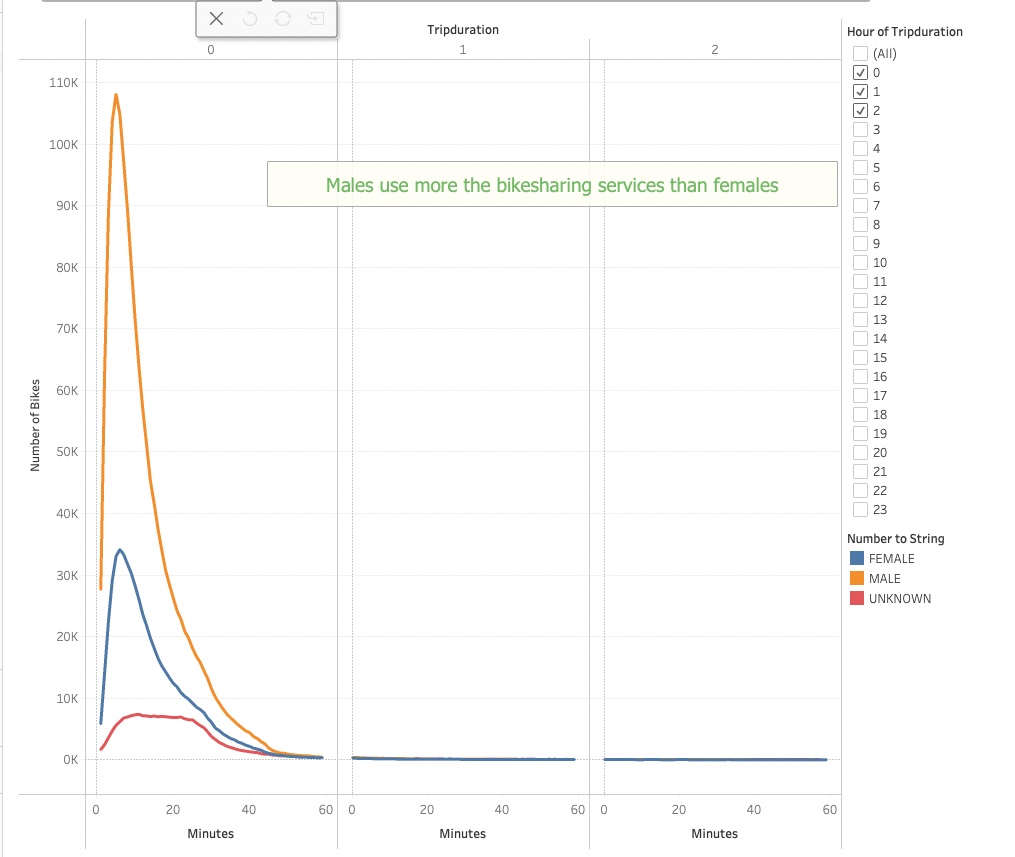 Tripduration
0 1 2
110K
100K
90K
80K
70K
60K
50K
40K
30K
20K
10K
0K
Number of Bikes
Males use more the bikesharing services than females
0 20 40 60 0 20 40 60 0 20 40 60
Minutes Minutes Minutes
Hour of Tripduration
(All)
0
1
2
3
4
5
6
7
8
9
10
11
12
13
14
15
16
17
18
19
20
21
22
23
Number to String
FEMALE
MALE
UNKNOWN